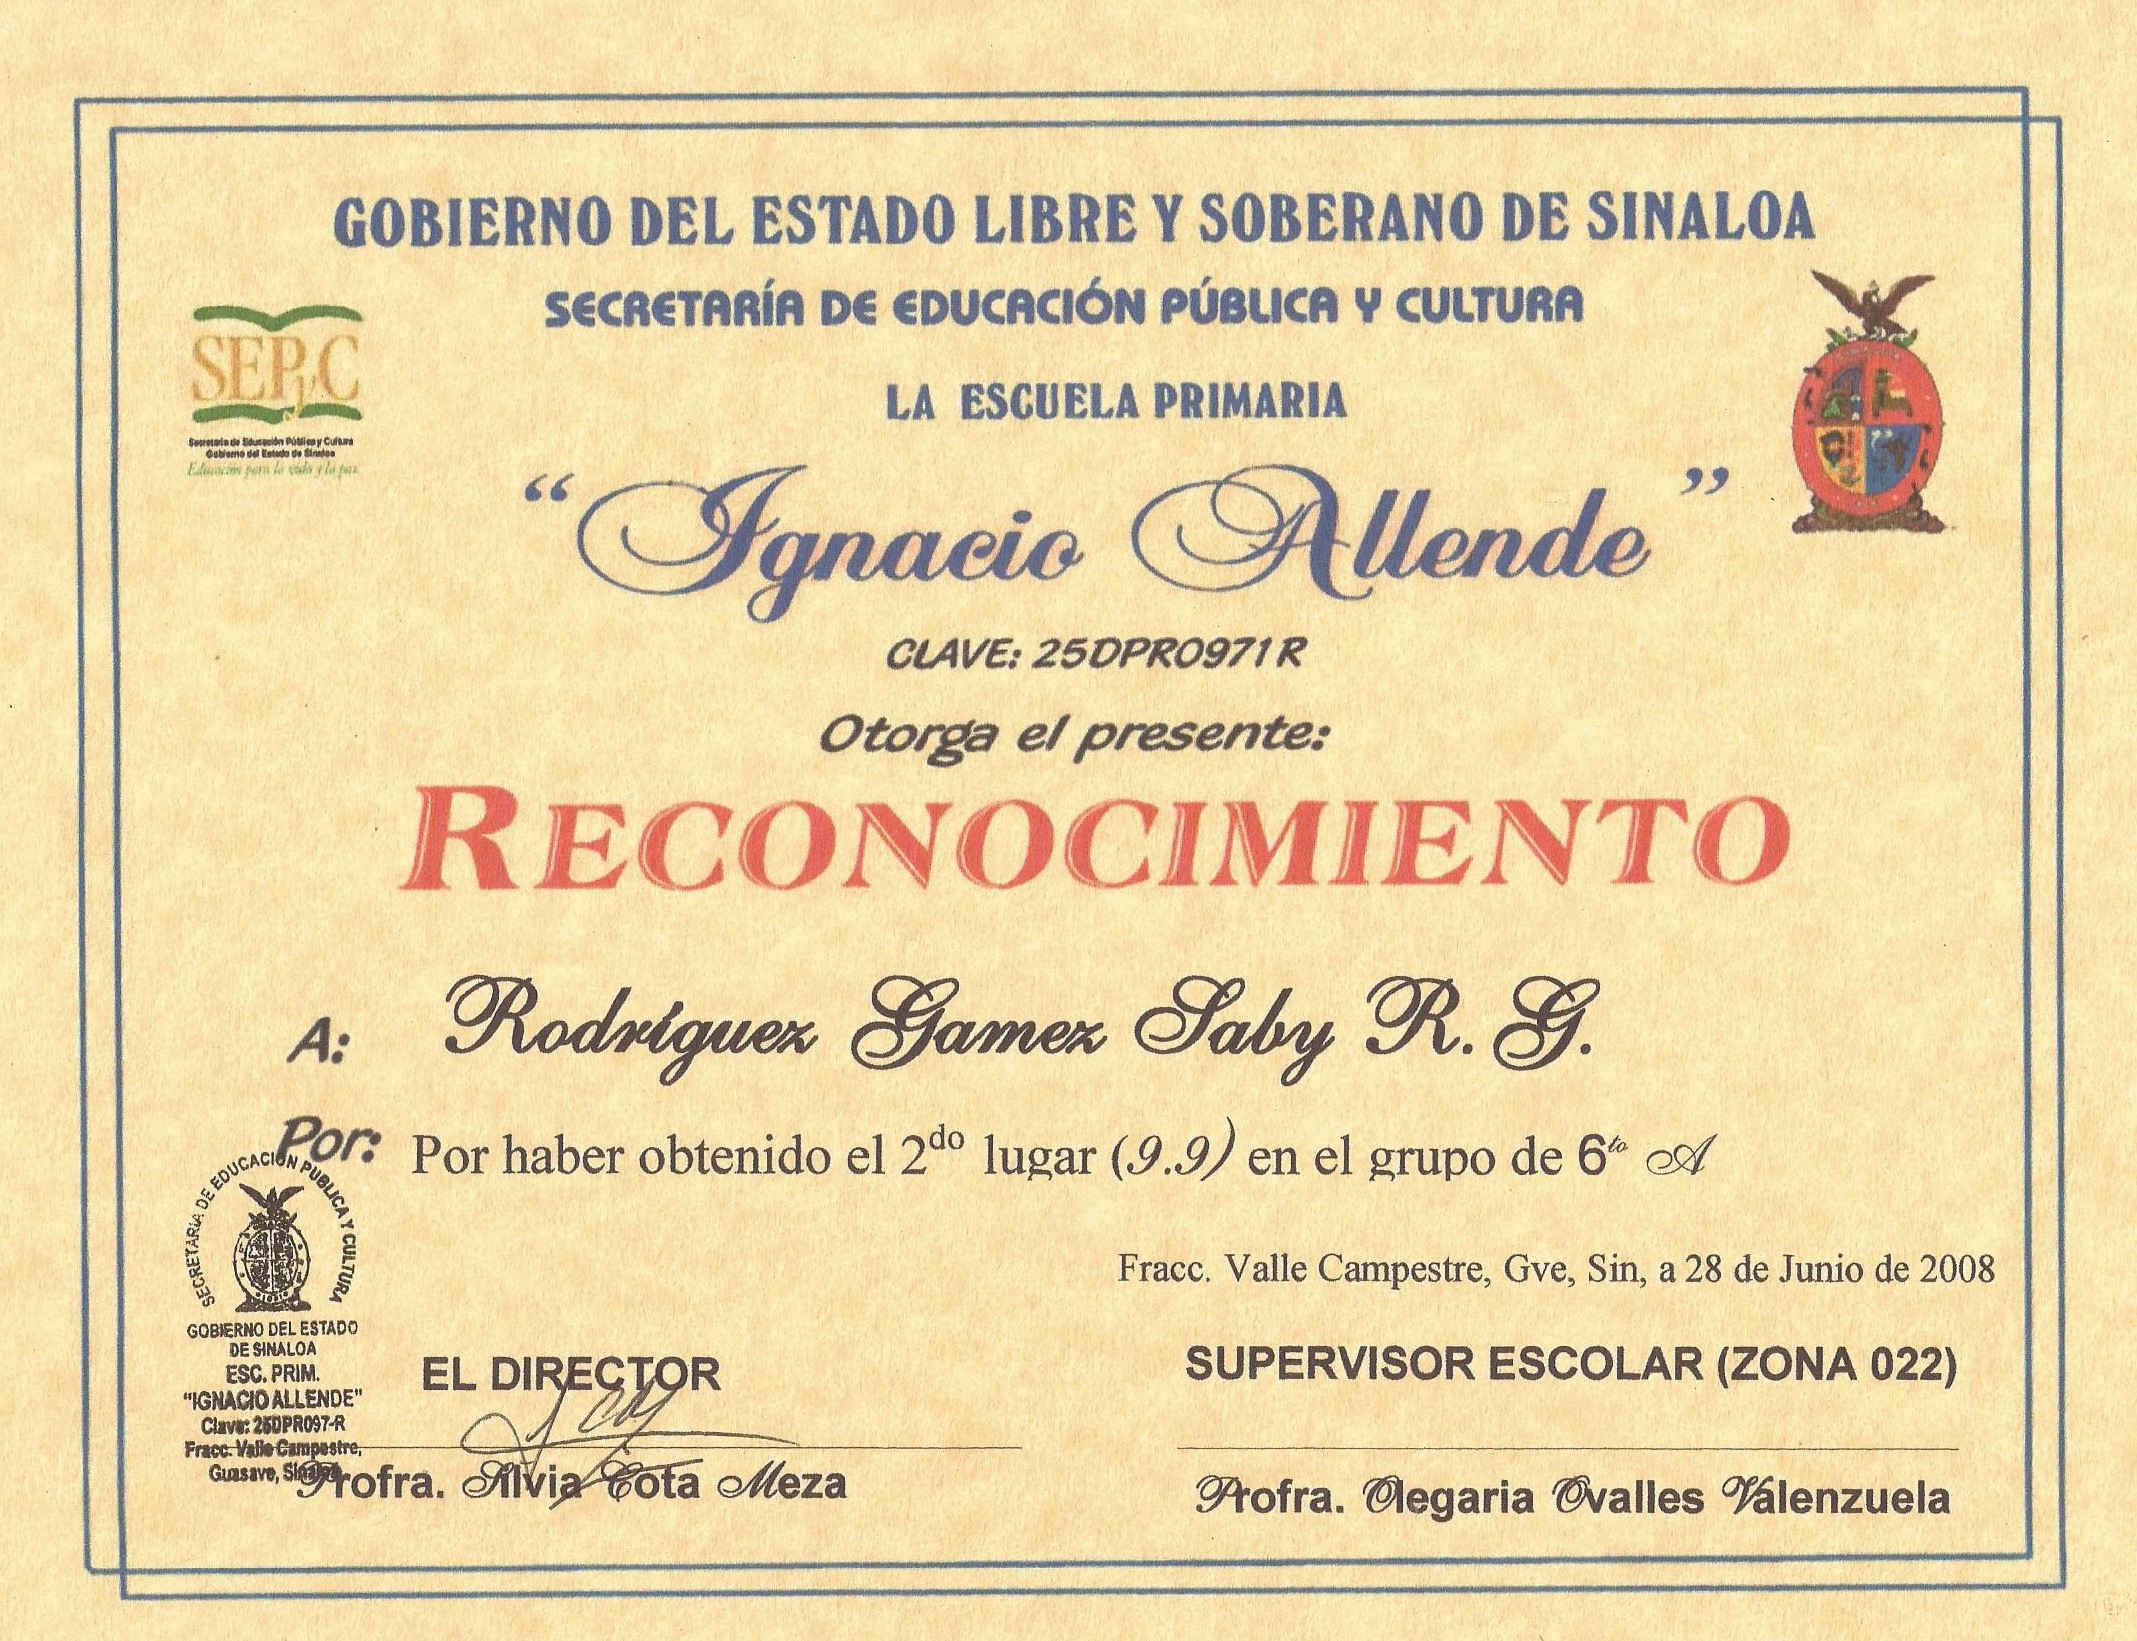 GOBIERNO DEL ESTADO LIBRE Y SOBERANO DE SINALOA
SECRETARÍA DE EDUCACIÓN PÚBLICA Y CULTURA
SEPyC
Secretaría de Educación Pública y Cultura
Gobierno del Estado de Sinaloa
Educación para la vida y la paz
LA ESCUELA PRIMARIA
“Ignacio Allende”
CLAVE: 25DPR0971R
Otorga el presente:
RECONOCIMIENTO
A: Rodríguez Gamez Saby R. G.
Por: Por haber obtenido el 2do lugar (9.9) en el grupo de 6to A
Fracc. Valle Campestre, Gve, Sin, a 28 de Junio de 2008
SECRETARIA DE EDUCACION PUBLICA Y CULTURA
GOBIERNO DEL ESTADO
DE SINALOA
ESC. PRIM.
"IGNACIO ALLENDE"
Clave: 25DPR097-R
Fracc. Valle Campestre,
Guasave, Sinaloa
EL DIRECTOR
Profra. Silvia Cota Meza
SUPERVISOR ESCOLAR (ZONA 022)
Profra. Olegaria Ovalles Valenzuela